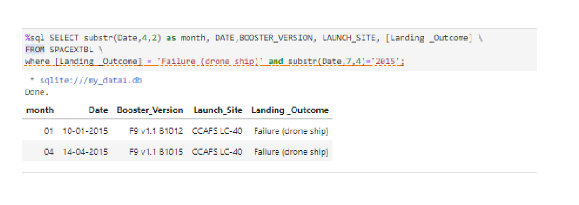 %sql SELECT substr(Date,4,2) as month, DATE,BOOSTER_VERSION, LAUNCH_SITE, [Landing _Outcome] \
FROM SPACEXTBL \
where [Landing _Outcome] = 'Failure (drone ship)' and substr(Date,7,4)='2015';
* sqlite:///my_data1.db
Done.
month Date Booster_Version Launch_Site Landing _Outcome
01 10-01-2015 F9 v1.1 B1012 CCAFS LC-40 Failure (drone ship)
04 14-04-2015 F9 v1.1 B1015 CCAFS LC-40 Failure (drone ship)